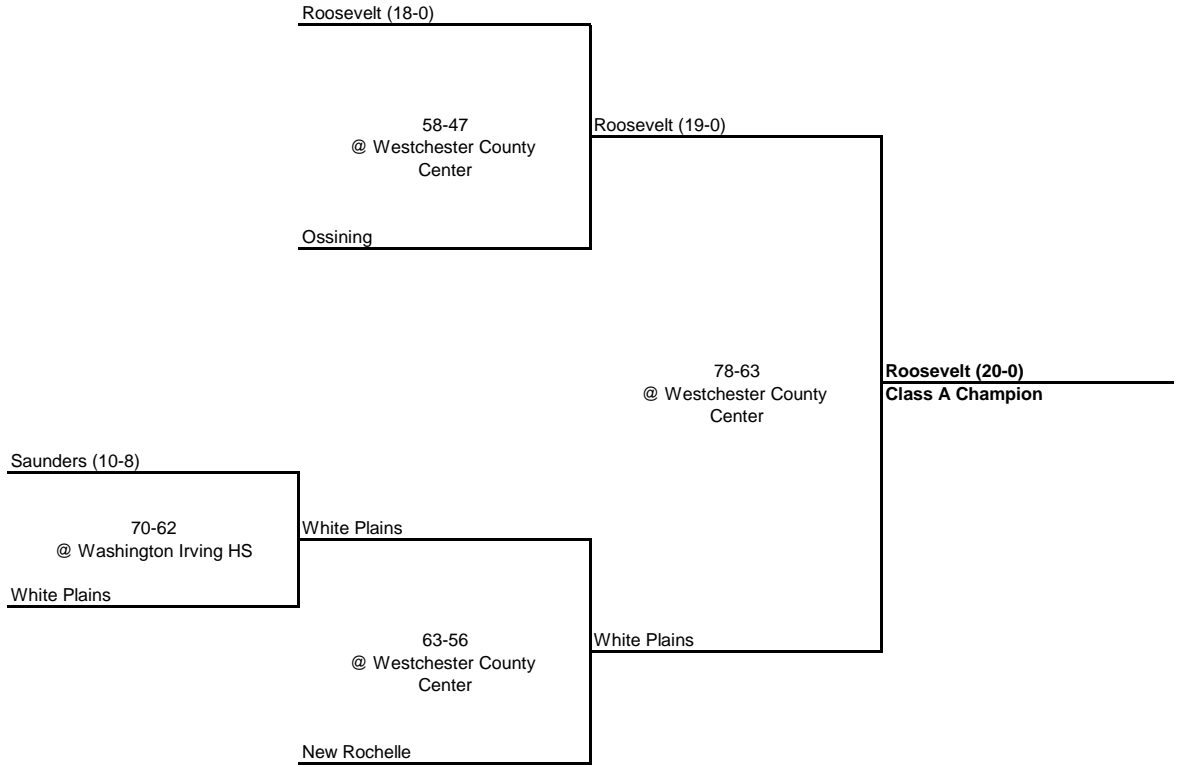 Roosevelt (18-0)
58-47
@ Westchester County
Center
Roosevelt (19-0)
Ossining
78-63
@ Westchester County
Center
Roosevelt (20-0)
Class A Champion
Saunders (10-8)
70-62
@ Washington Irving HS
White Plains
White Plains
63-56
@ Westchester County
Center
White Plains
New Rochelle